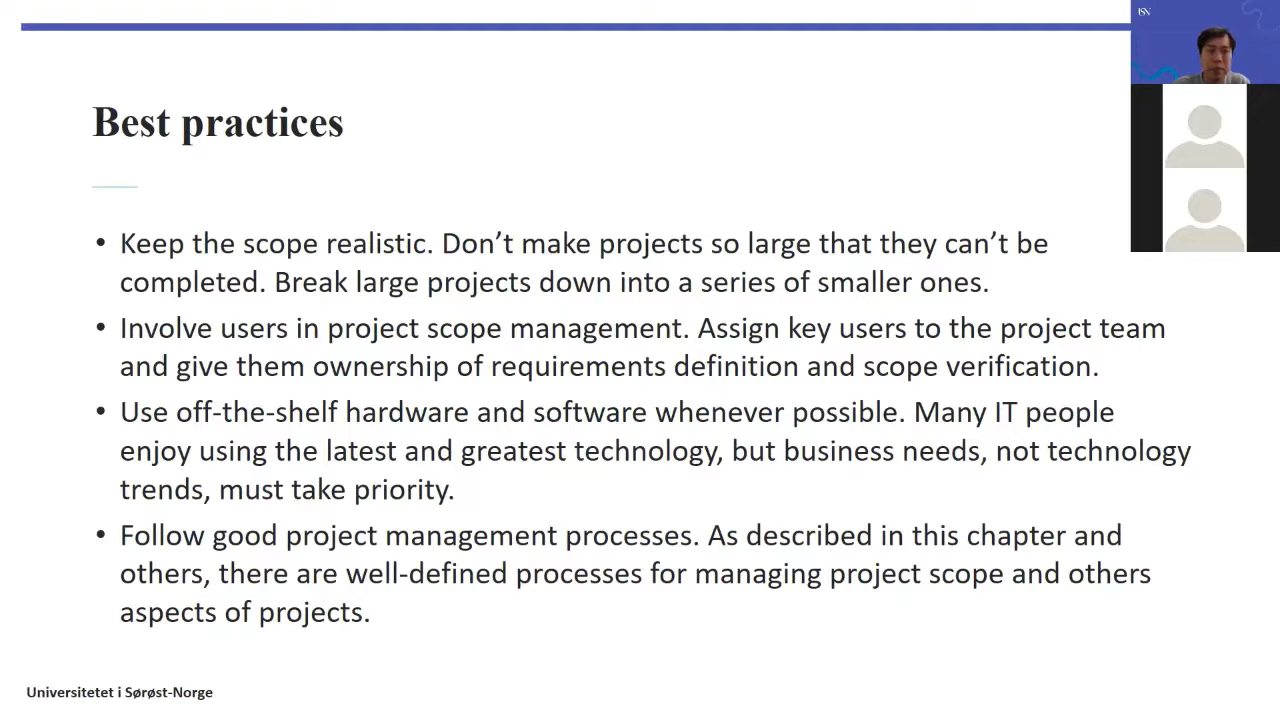 USN
Best practices
• Keep the scope realistic. Don’t make projects so large that they can’t be
completed. Break large projects down into a series of smaller ones.
• Involve users in project scope management. Assign key users to the project team
and give them ownership of requirements definition and scope verification.
• Use off-the-shelf hardware and software whenever possible. Many IT people
enjoy using the latest and greatest technology, but business needs, not technology
trends, must take priority.
• Follow good project management processes. As described in this chapter and
others, there are well-defined processes for managing project scope and others
aspects of projects.
Universitetet i Sørøst-Norge